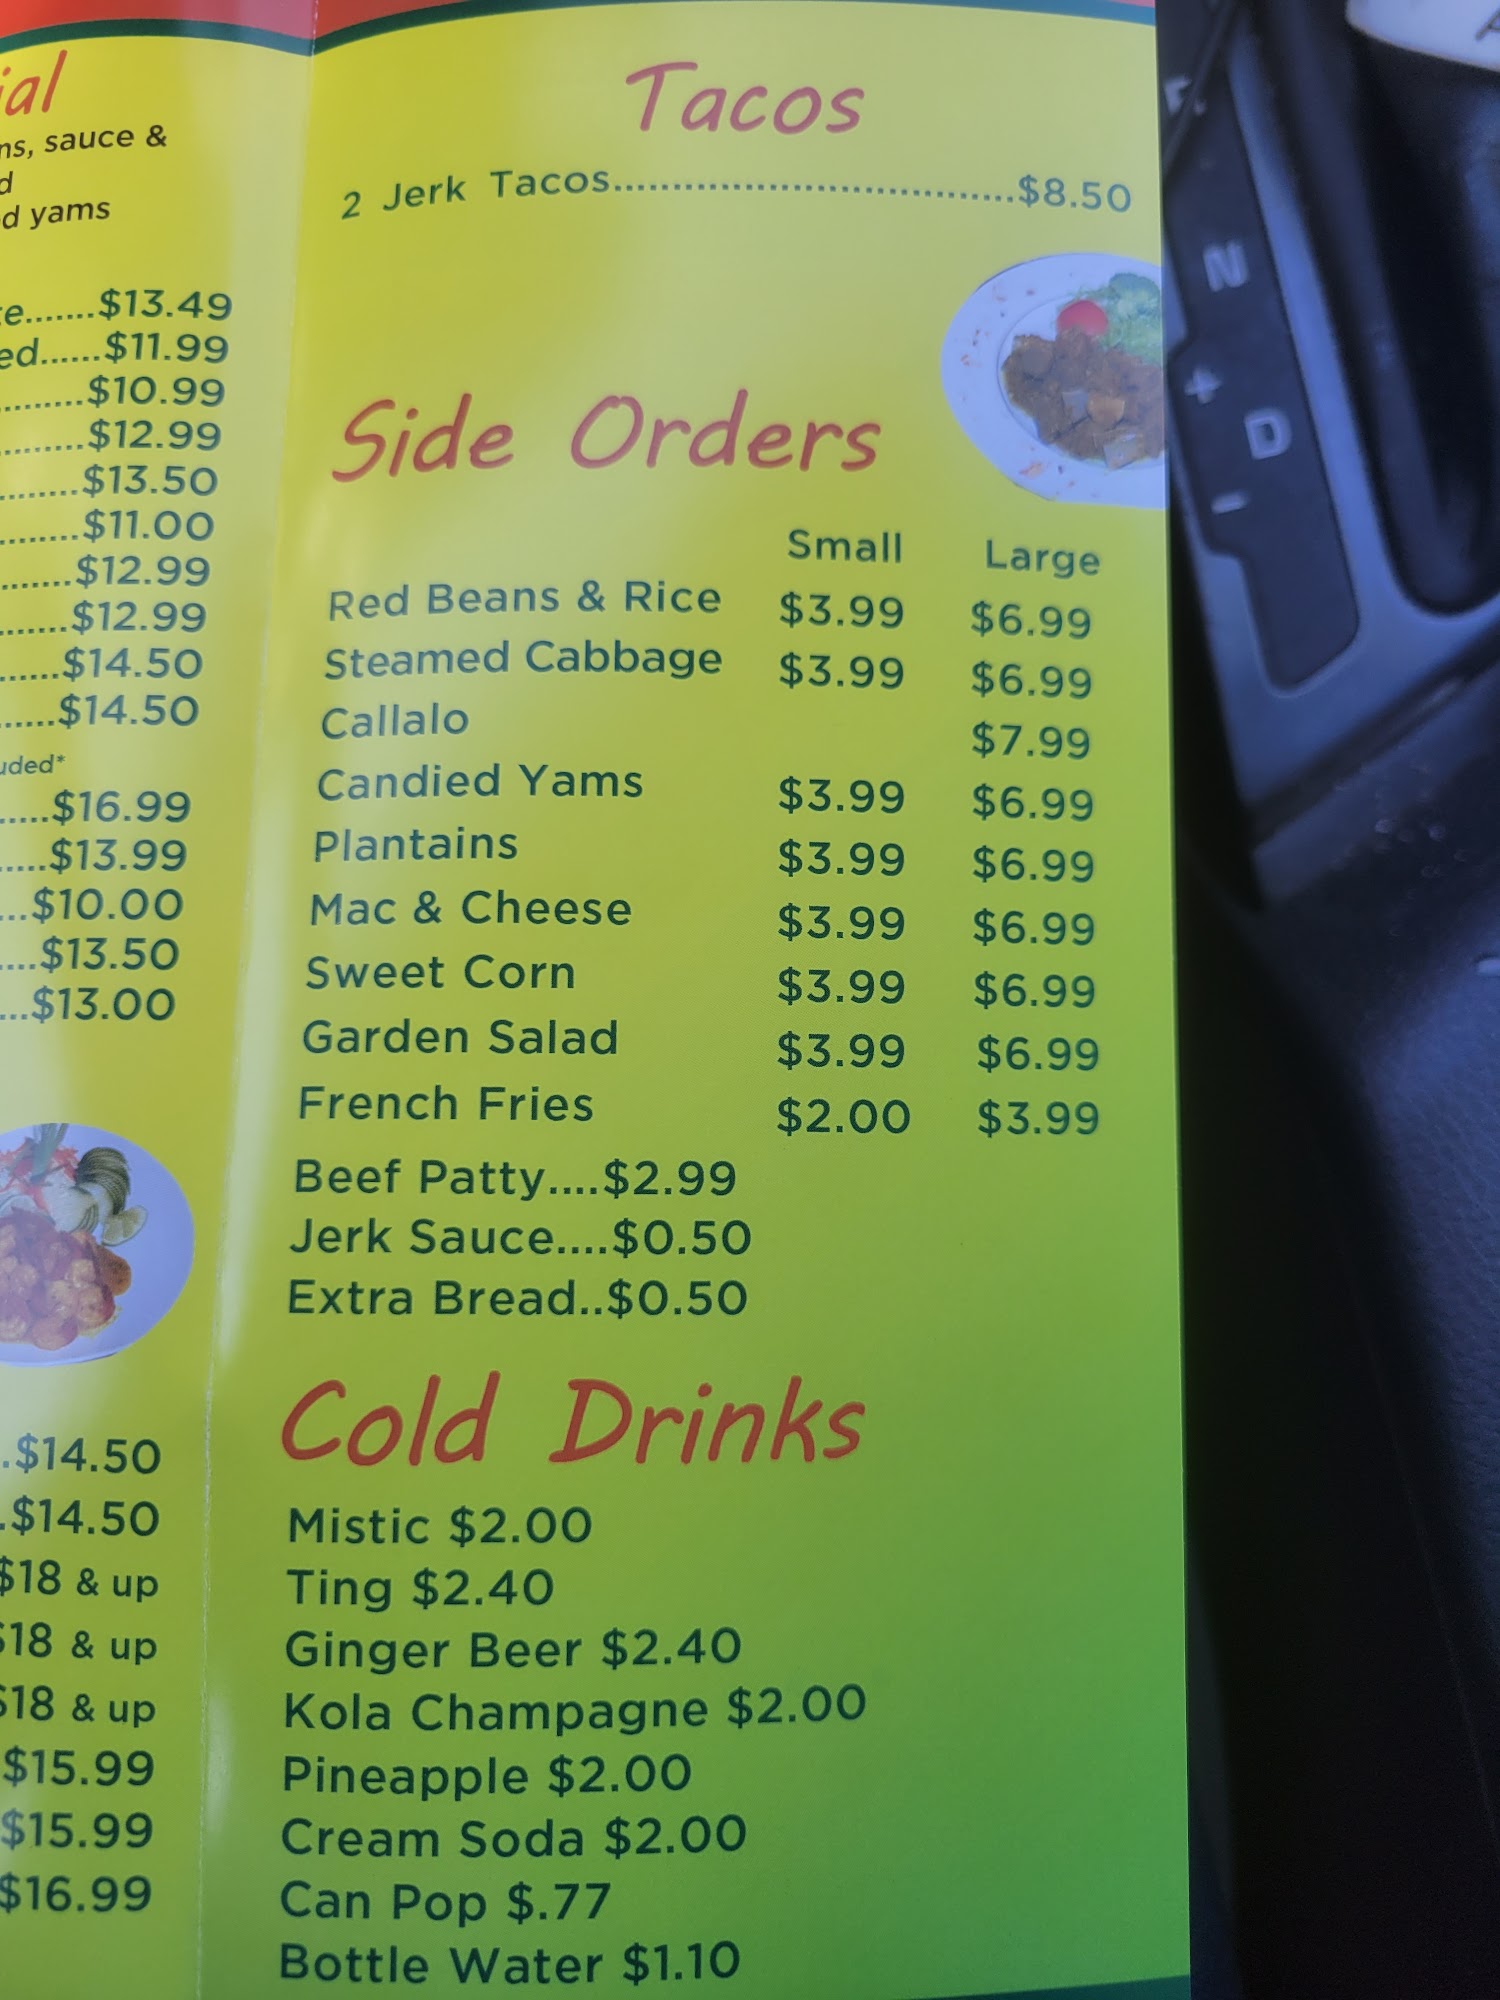 ial
ns, sauce &
d
d yams
e.......$13.49
ed......$11.99
.........$10.99
.........$12.99
.........$13.50
.........$11.00
.......$12.99
.......$12.99
......$14.50
......$14.50
uded*
.....$16.99
.....$13.99
...$10.00
....$13.50
...$13.00
.$14.50
.$14.50
$18 & up
$18 & up
$18 & up
$15.99
$15.99
$16.99
Tacos
2 Jerk Tacos..................................$8.50
Side Orders
Small Large
Red Beans & Rice $3.99 $6.99
Steamed Cabbage $3.99 $6.99
Callalo $7.99
Candied Yams $3.99 $6.99
Plantains $3.99 $6.99
Mac & Cheese $3.99 $6.99
Sweet Corn $3.99 $6.99
Garden Salad $3.99 $6.99
French Fries $2.00 $3.99
Beef Patty....$2.99
Jerk Sauce....$0.50
Extra Bread..$0.50
Cold Drinks
Mistic $2.00
Ting $2.40
Ginger Beer $2.40
Kola Champagne $2.00
Pineapple $2.00
Cream Soda $2.00
Can Pop $.77
Bottle Water $1.10
N
+ D
-